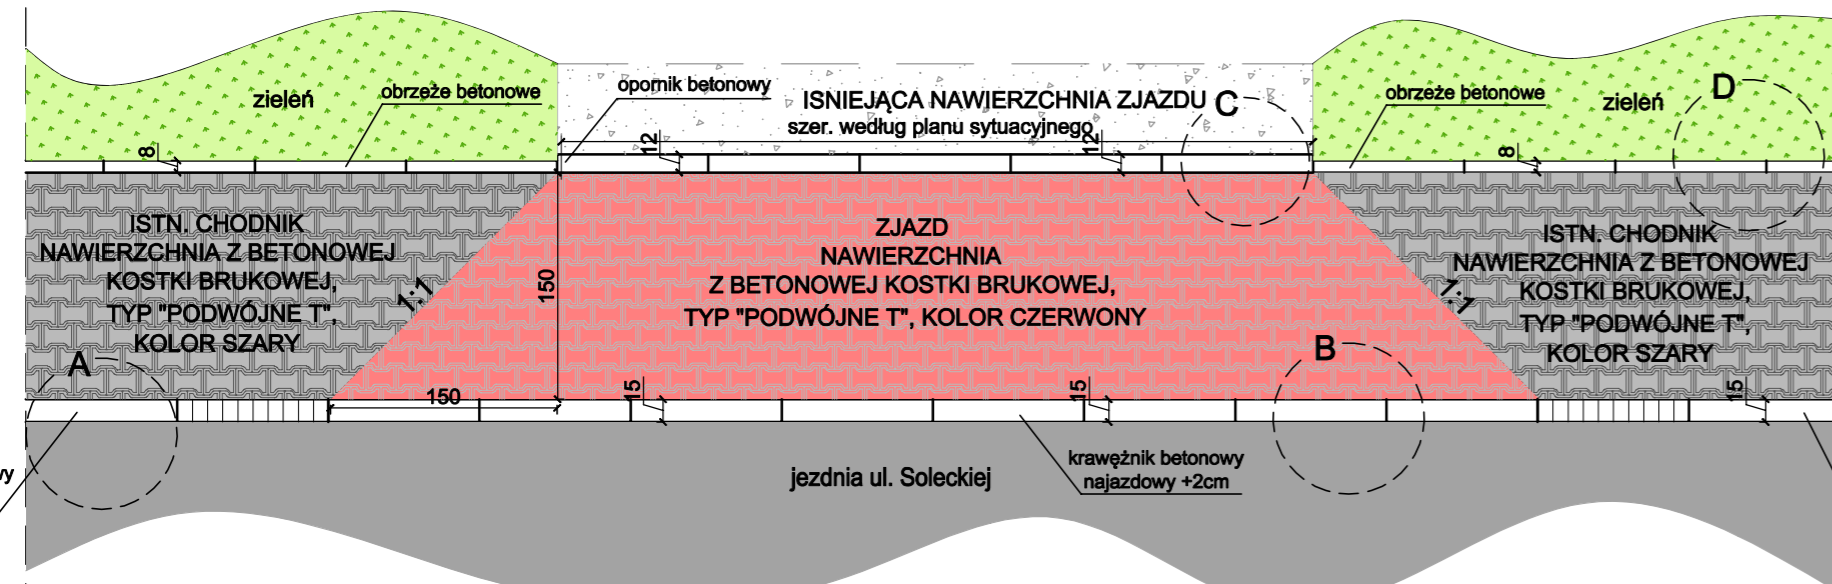 zieleń
obrzeże betonowe
opornik betonowy
ISNIEJĄCA NAWIERZCHNIA ZJAZDU
szer. według planu sytuacyjnego
C
obrzeże betonowe
zieleń
D
8
12
12
8
ISTN. CHODNIK
NAWIERZCHNIA Z BETONOWEJ
KOSTKI BRUKOWEJ,
TYP "PODWÓJNE T",
KOLOR SZARY
1:1
150
ZJAZD
NAWIERZCHNIA
Z BETONOWEJ KOSTKI BRUKOWEJ,
TYP "PODWÓJNE T", KOLOR CZERWONY
1:1
ISTN. CHODNIK
NAWIERZCHNIA Z BETONOWEJ
KOSTKI BRUKOWEJ,
TYP "PODWÓJNE T",
KOLOR SZARY
A
B
150
15
15
15
jezdnia ul. Soleckiej
krawężnik betonowy
najazdowy +2cm